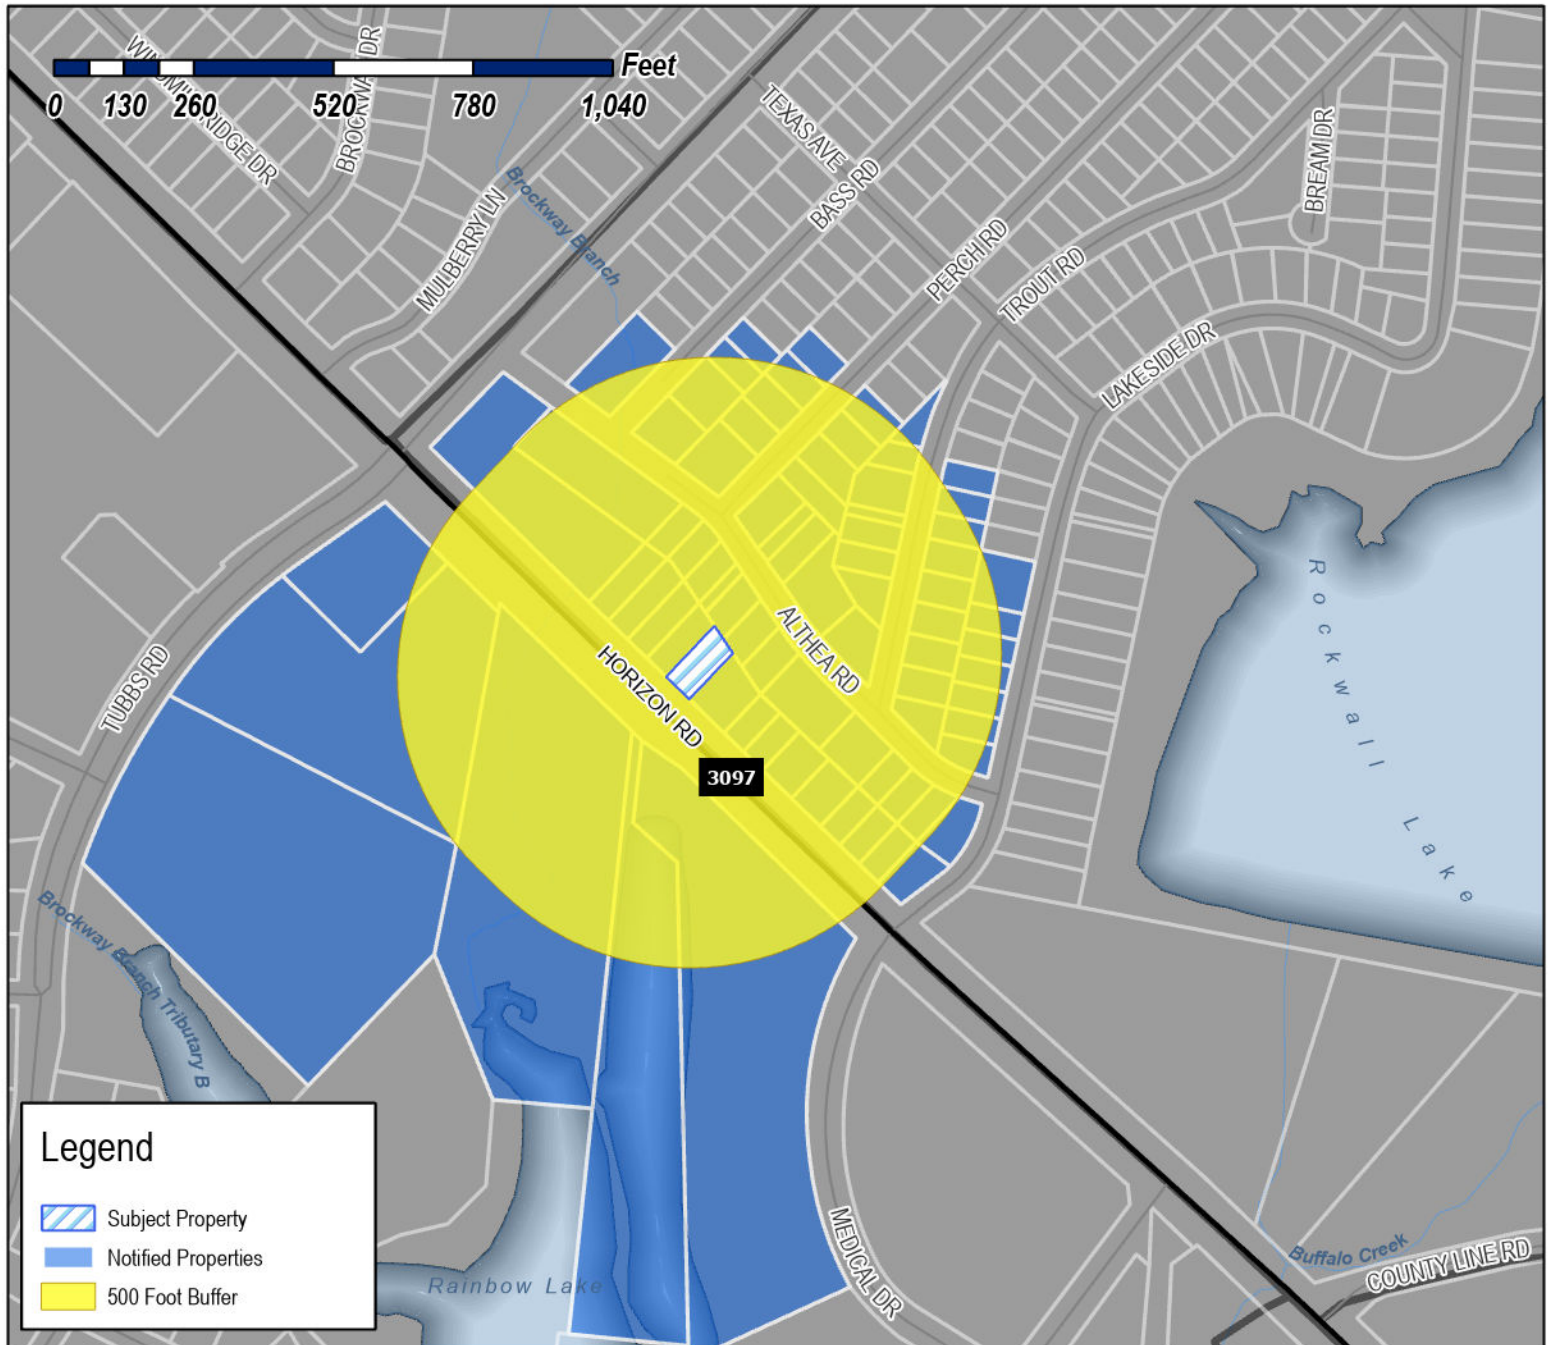 Feet
0 130 260 520 780 1,040
BROCKWAY DR
TEXAS AVE
BASS RD
BREAM DR
Brockway Branch
MULBERRY LN
PERCH RD
TROUT RD
LAKESIDE DR
ALTHEA RD
HORIZON RD
TUBBS RD
3097
Rockwall Lake
Brockway Branch Tributary B
Rainbow Lake
MEDICAL DR
Buffalo Creek
COUNTY LINE RD
Legend
Subject Property
Notified Properties
500 Foot Buffer